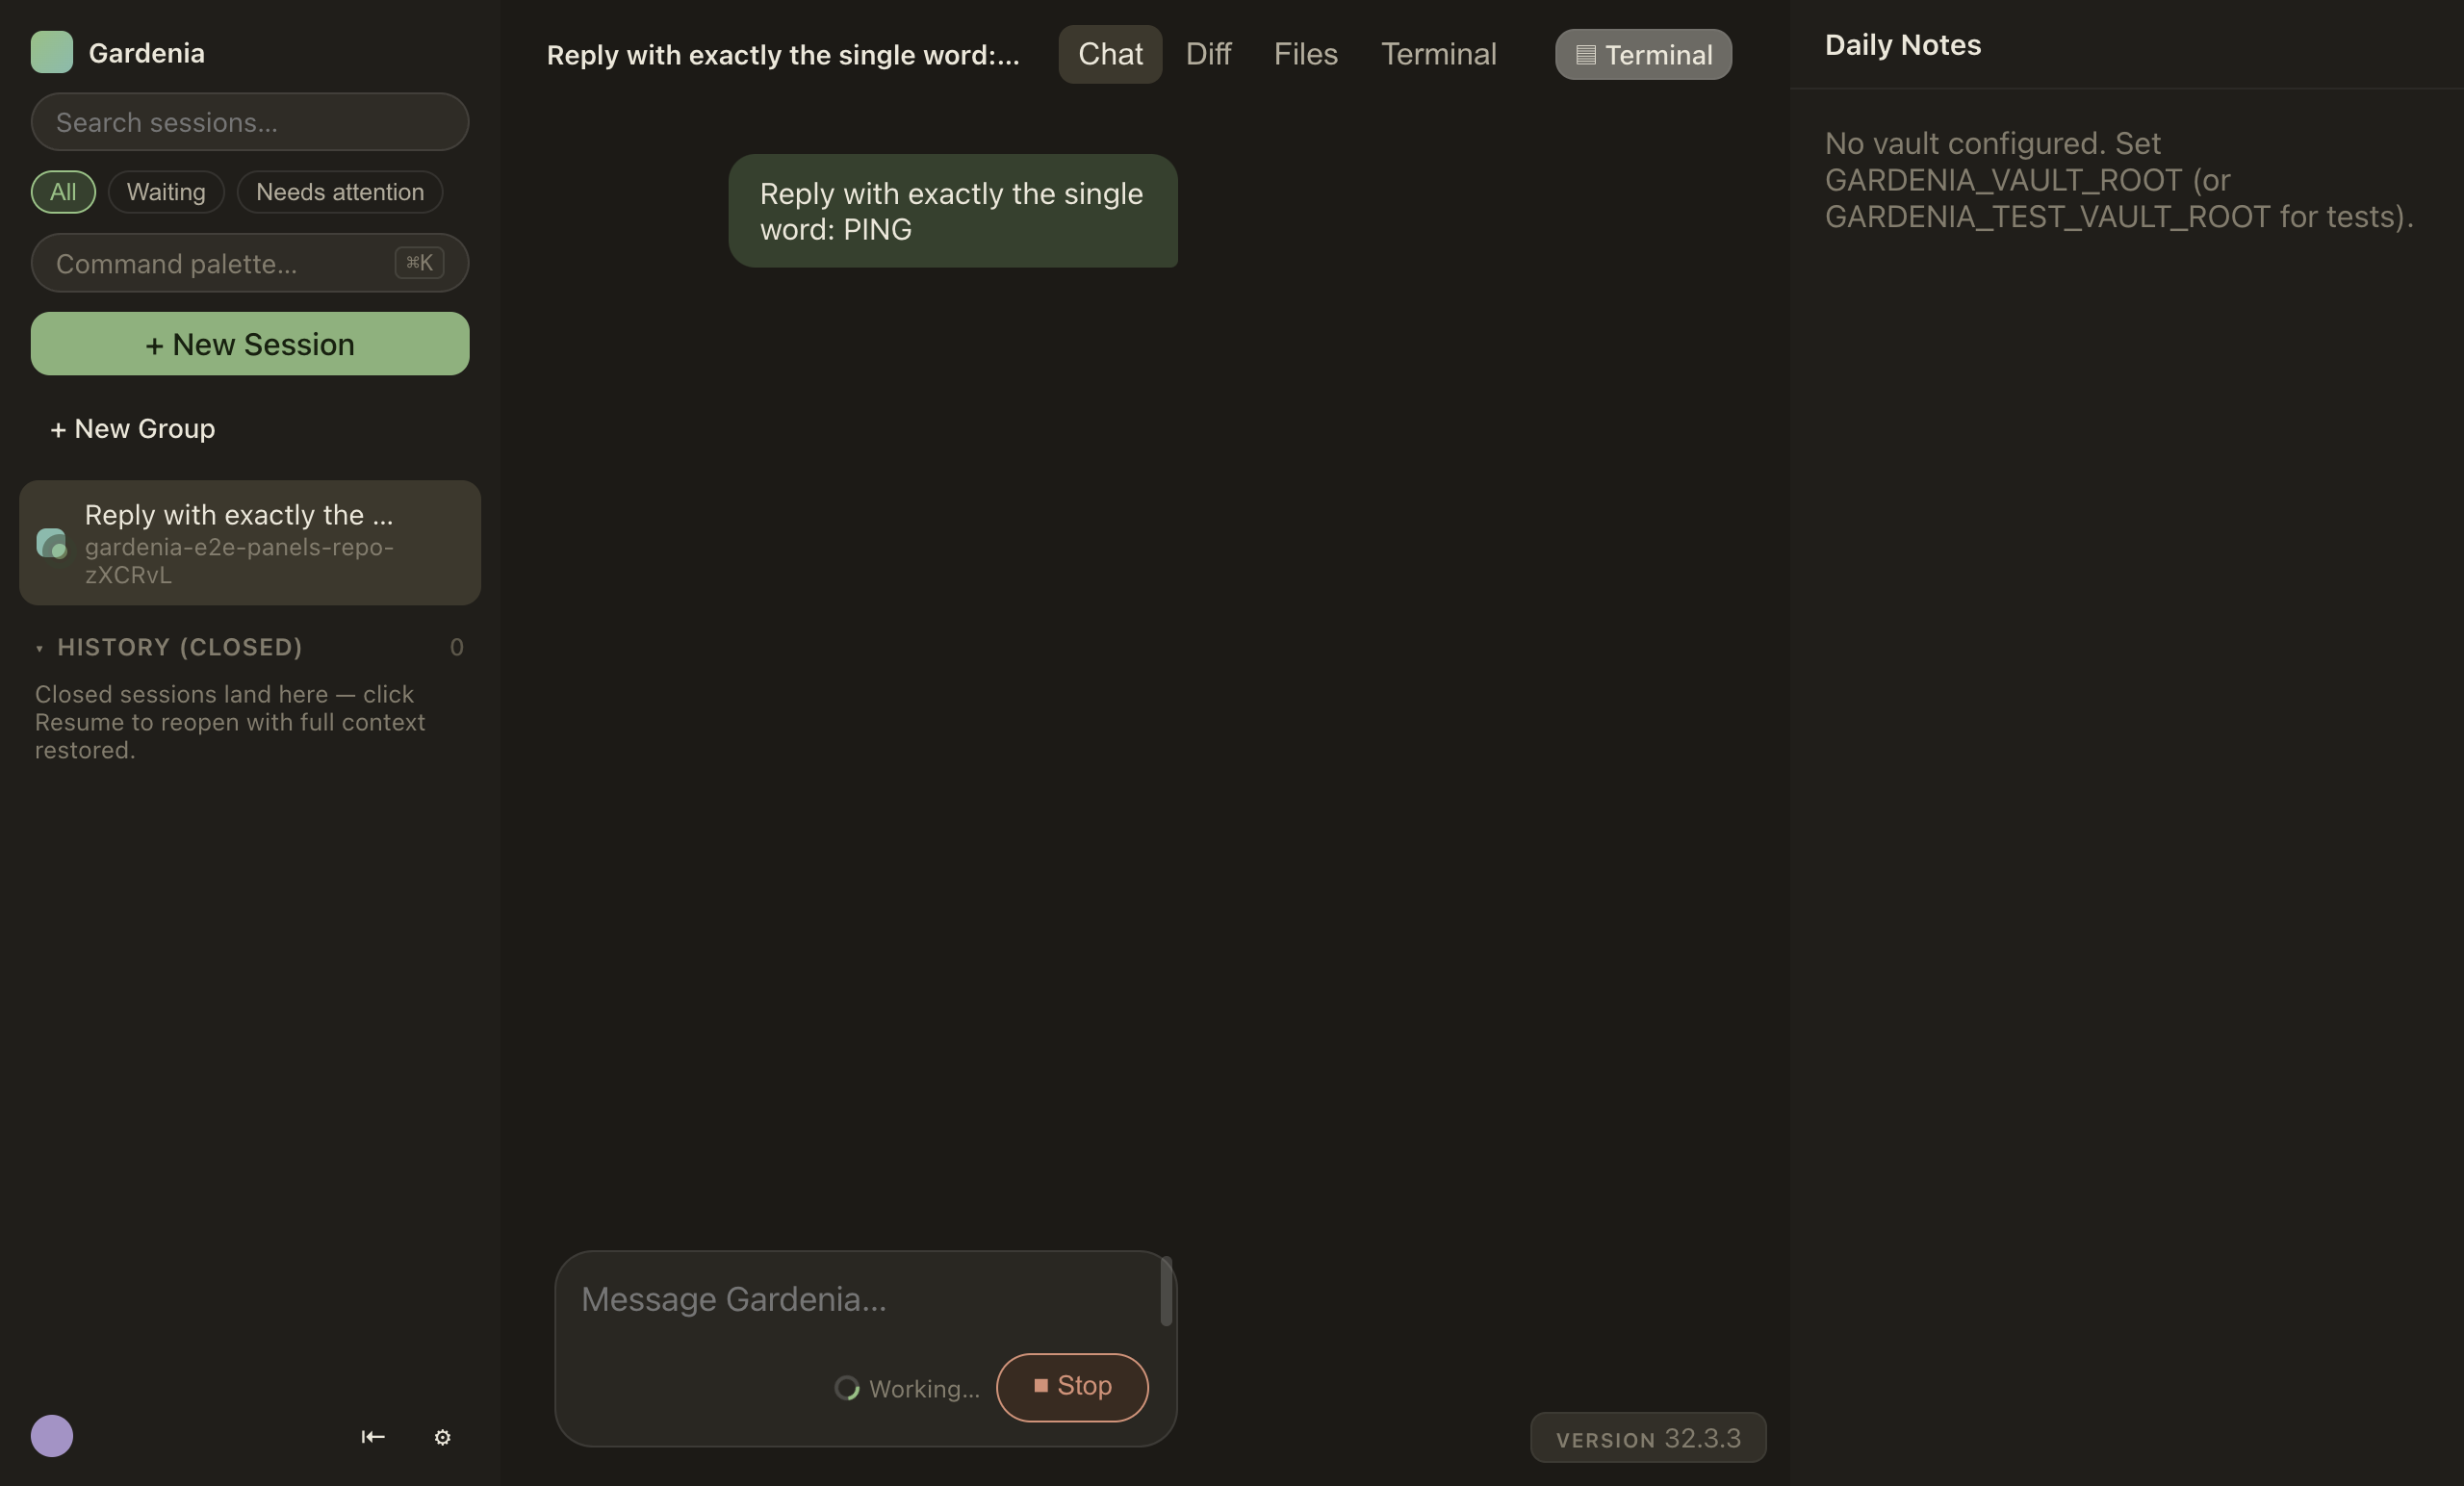 Gardenia
Search sessions...
All
Waiting
Needs attention
Command palette...
⌘K
+ New Session
+ New Group
Reply with exactly the ...
gardenia-e2e-panels-repo-
zXCRvL
▾ HISTORY (CLOSED)
0
Closed sessions land here — click
Resume to reopen with full context
restored.
Reply with exactly the single word:...
Chat
Diff
Files
Terminal
▤ Terminal
Reply with exactly the single
word: PING
Message Gardenia...
Working...
■ Stop
VERSION 32.3.3
Daily Notes
No vault configured. Set
GARDENIA_VAULT_ROOT (or
GARDENIA_TEST_VAULT_ROOT for tests).